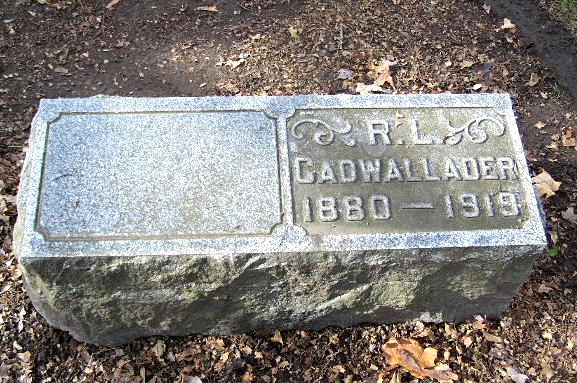 R. L.
CADWALLADER
1880 — 1919